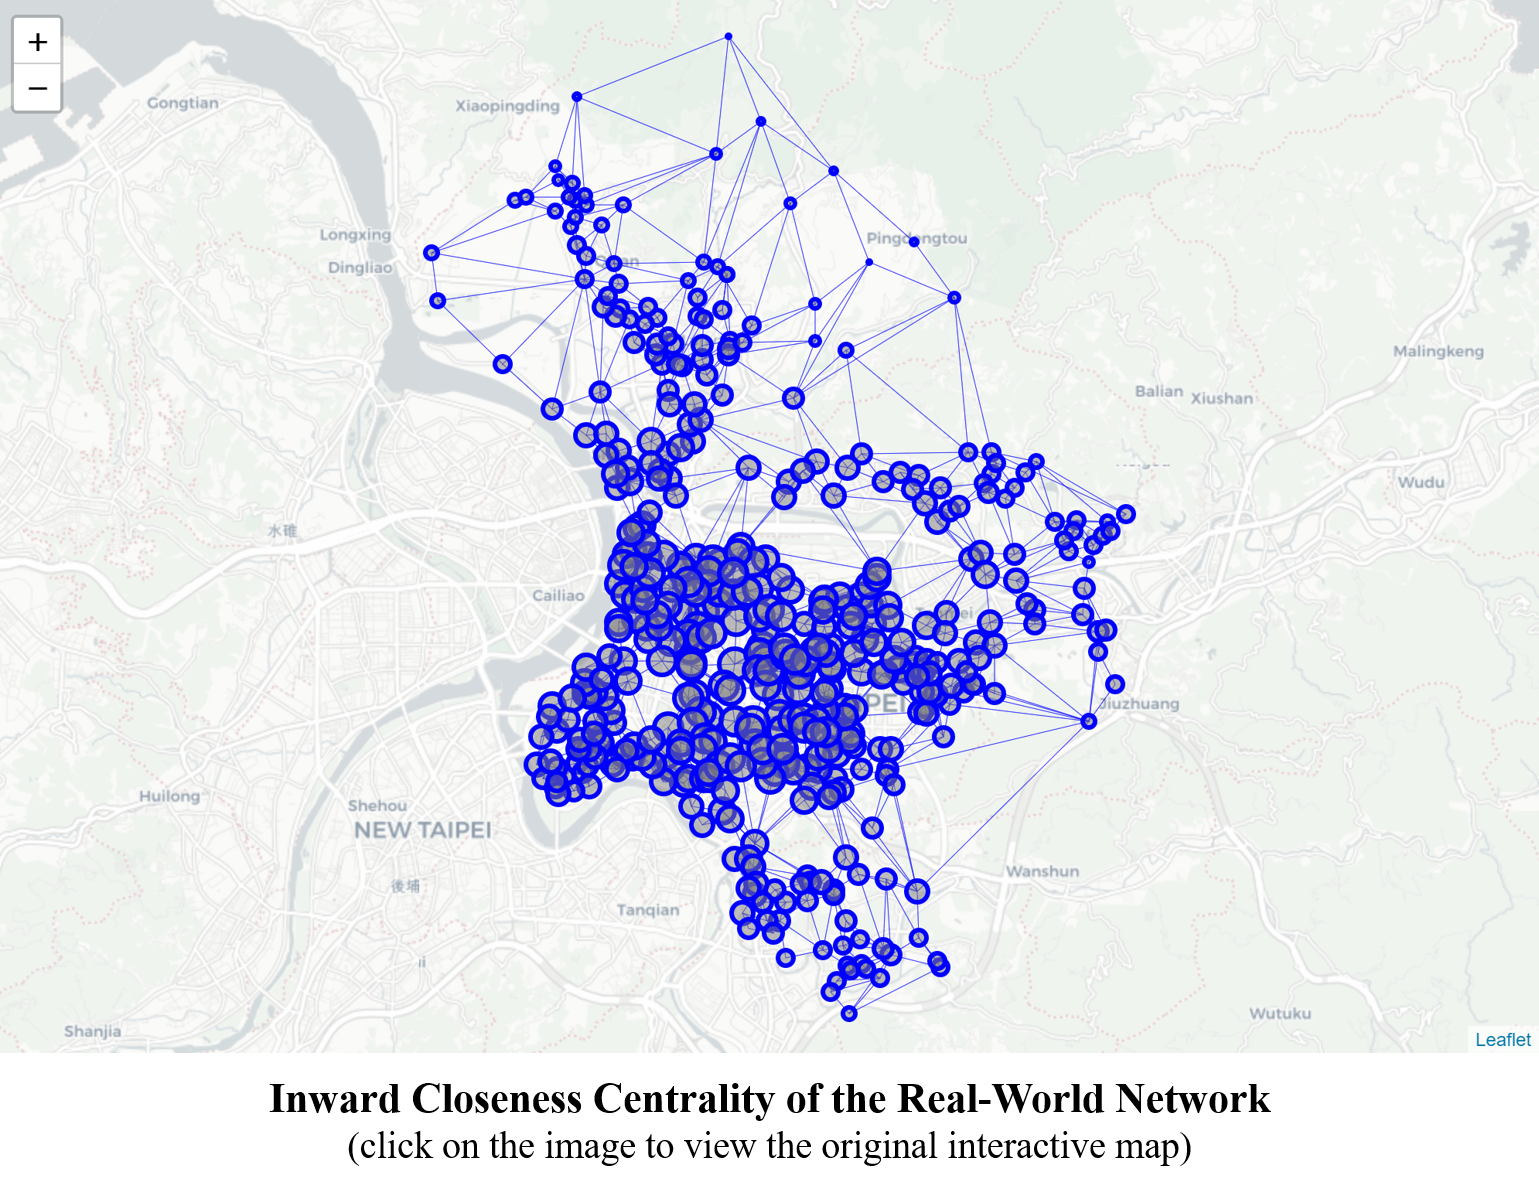 +
−
Gongtian
Xiaopingding
Longxing
Dingliao
Pingdengtou
Malingkeng
Balian
Xiushan
Wudu
水碓
Cailiao
PEI
Jiuzhuang
Huilong
Shehou
NEW TAIPEI
Wanshun
後埔
Tanqian
Shanjia
Wutuku
Leaflet
Inward Closeness Centrality of the Real-World Network
(click on the image to view the original interactive map)